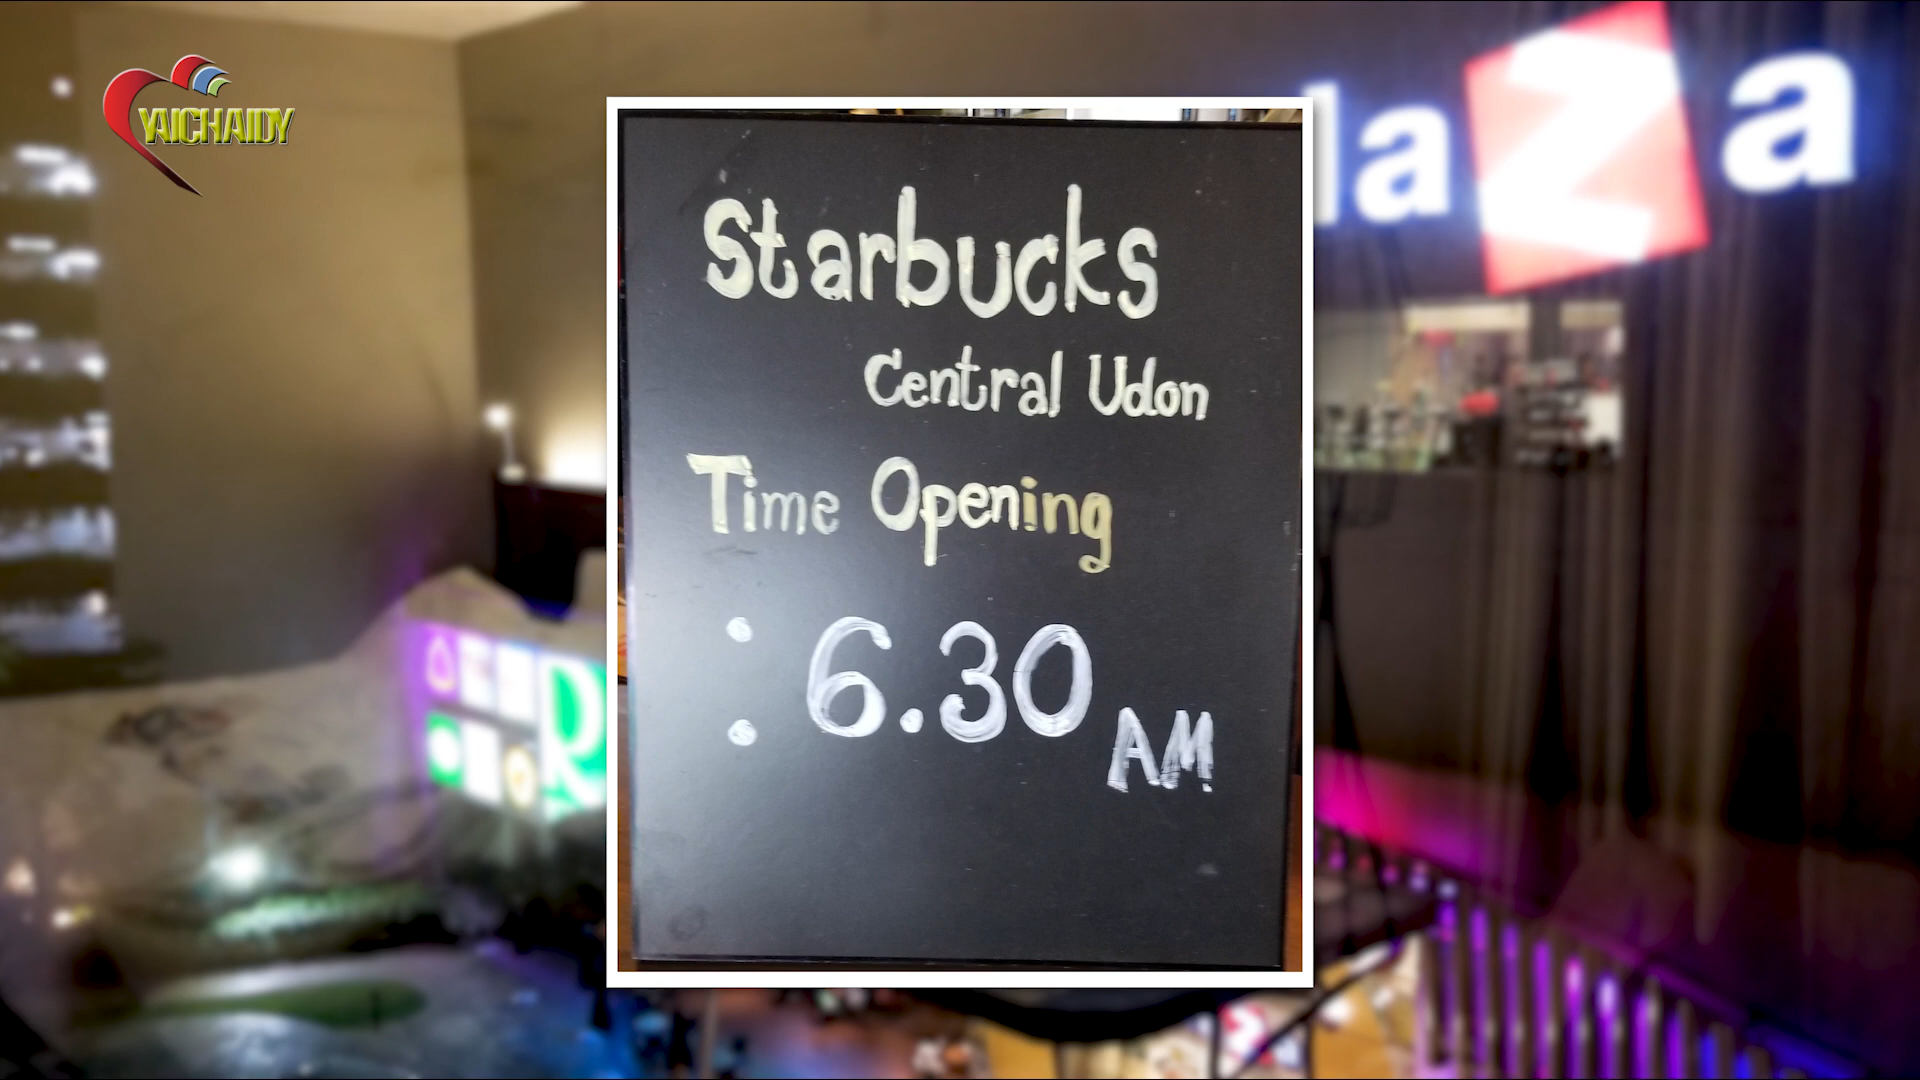 YAICHAIDY
laza
Starbucks
Central Udon
Time Opening
: 6.30 AM